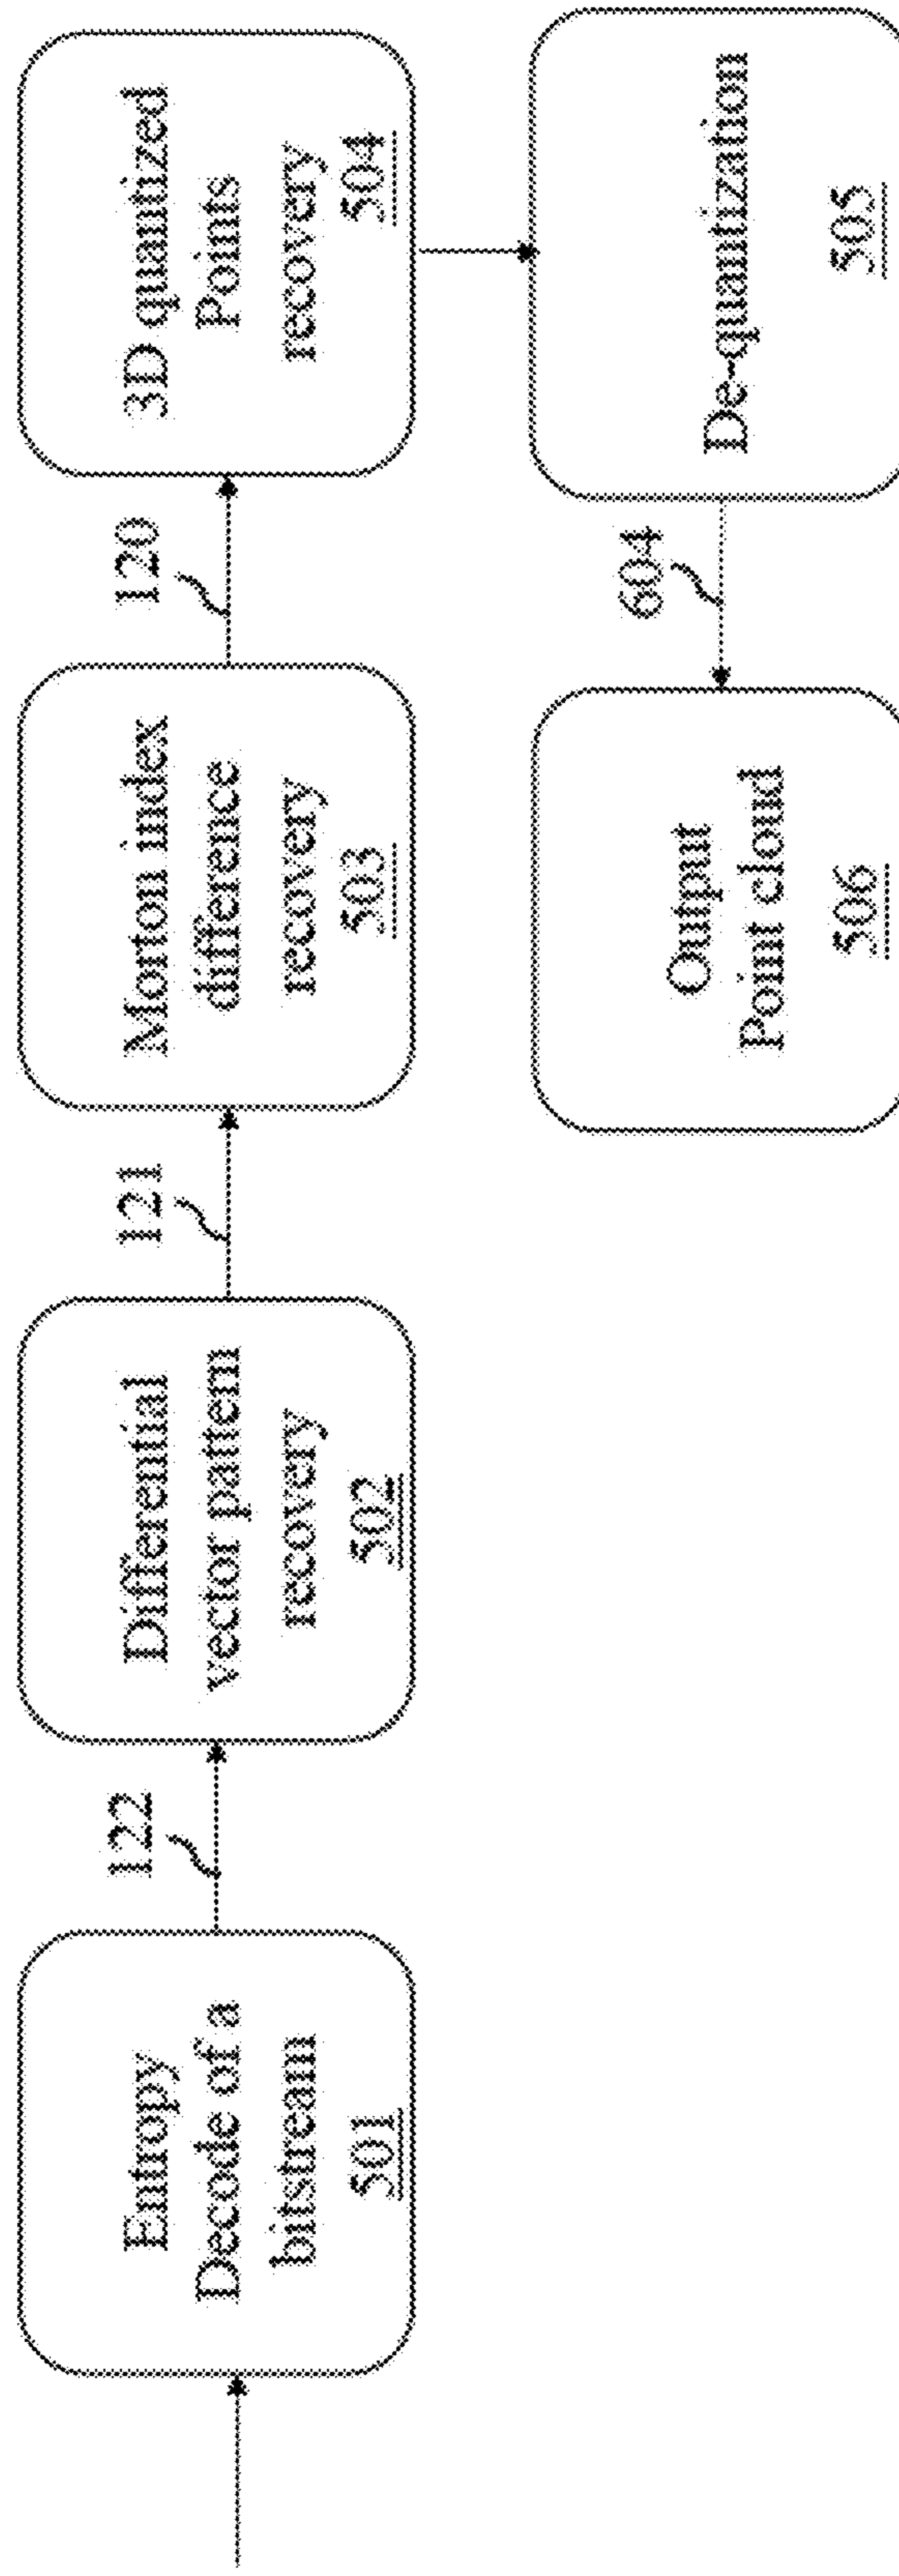 Entropy
Decode of a
bitstream
501
122
Differential
vector pattern
recovery
502
121
Morton index
difference
recovery
503
120
3D quantized
Points
recovery
504
De-quantization
505
604
Output
Point cloud
506